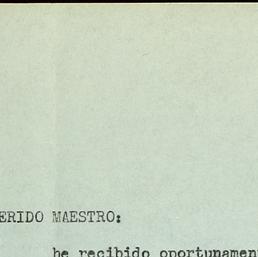 ERIDO MAESTRO:
he recibido oportunamen